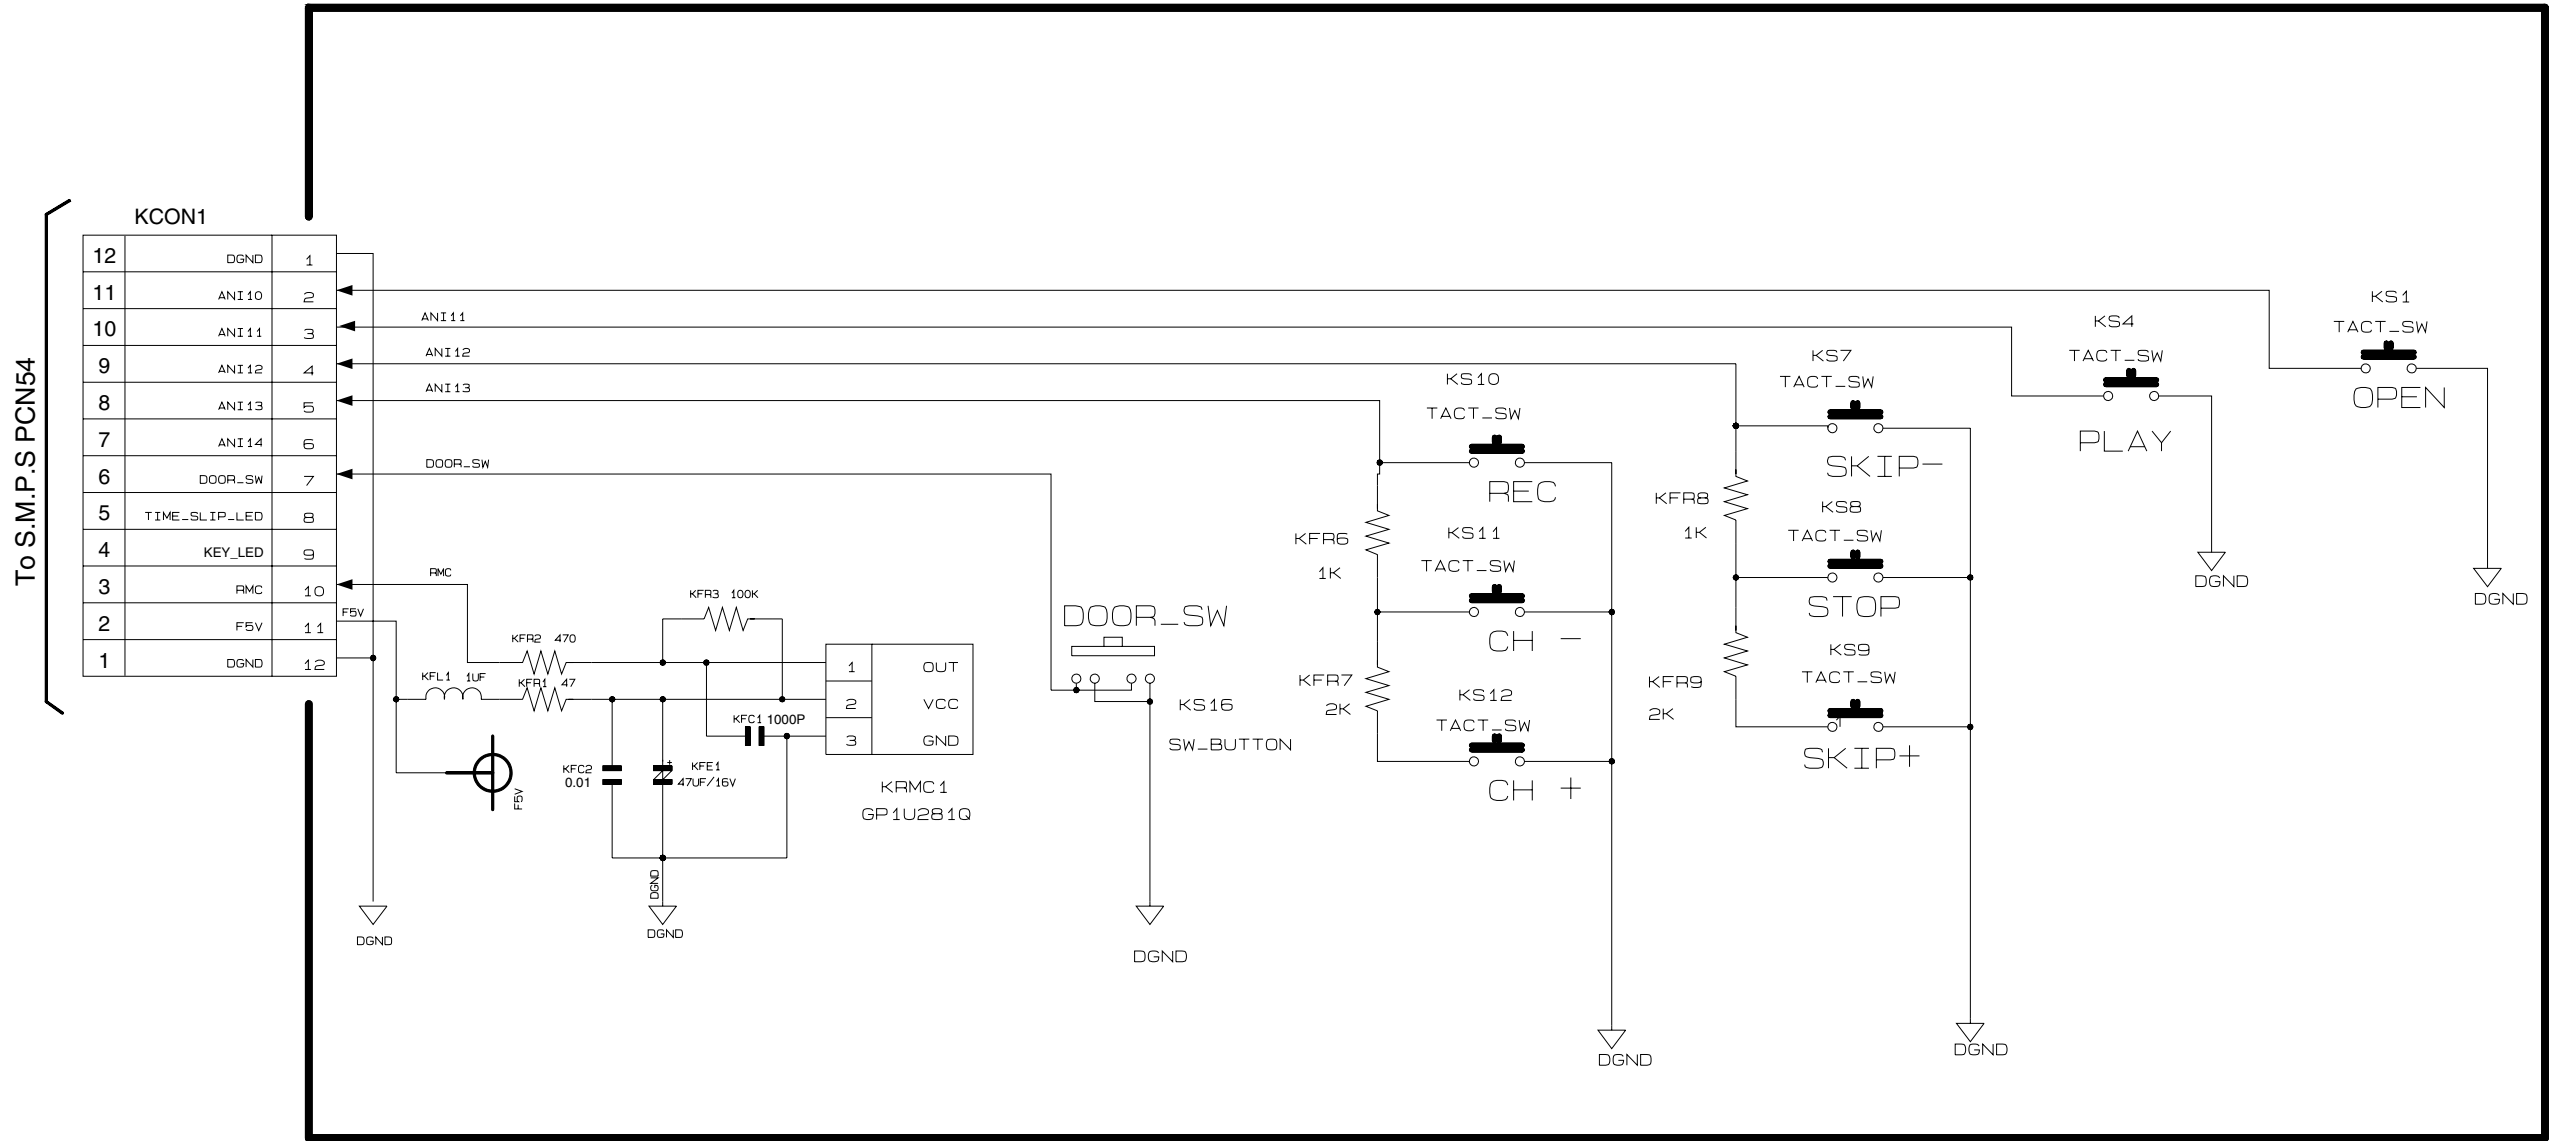 To S.M.P.S PCN54
KCON1
12 DGND 1
11 ANI10 2
10 ANI11 3
9 ANI12 4
8 ANI13 5
7 ANI14 6
6 DOOR_SW 7
5 TIME_SLIP_LED 8
4 KEY_LED 9
3 RMC 10
2 F5V 11
1 DGND 12
ANI11
ANI12
ANI13
DOOR_SW
RMC
F5V
KFR3 100K
KFR2 470
KFL1 1UF
KFR1 47
KFC1 1000P
KFC2
0.01
KFE1
+
47UF/16V
F5V
1 OUT
2 VCC
3 GND
KRMC1
GP1U281Q
DGND
DGND
DGND
DOOR_SW
KS16
SW_BUTTON
DGND
KS10
TACT_SW
REC
KFR6
1K
KS11
TACT_SW
CH -
KFR7
2K
KS12
TACT_SW
CH +
DGND
KS7
TACT_SW
SKIP-
KFR8
1K
KS8
TACT_SW
STOP
KFR9
2K
KS9
TACT_SW
1
SKIP+
DGND
KS4
TACT_SW
PLAY
DGND
KS1
TACT_SW
OPEN
DGND